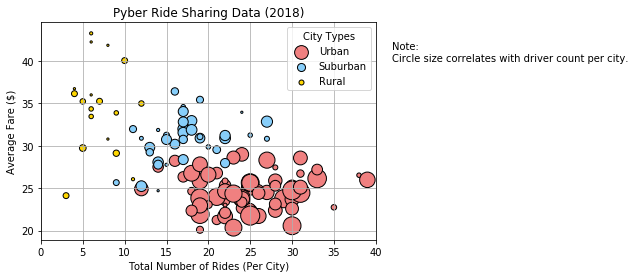 Pyber Ride Sharing Data (2018)
City Types
Urban
Suburban
Rural
Note:
Circle size correlates with driver count per city.
Average Fare ($)
40
35
30
25
20
0
5
10
15
20
25
30
35
40
Total Number of Rides (Per City)